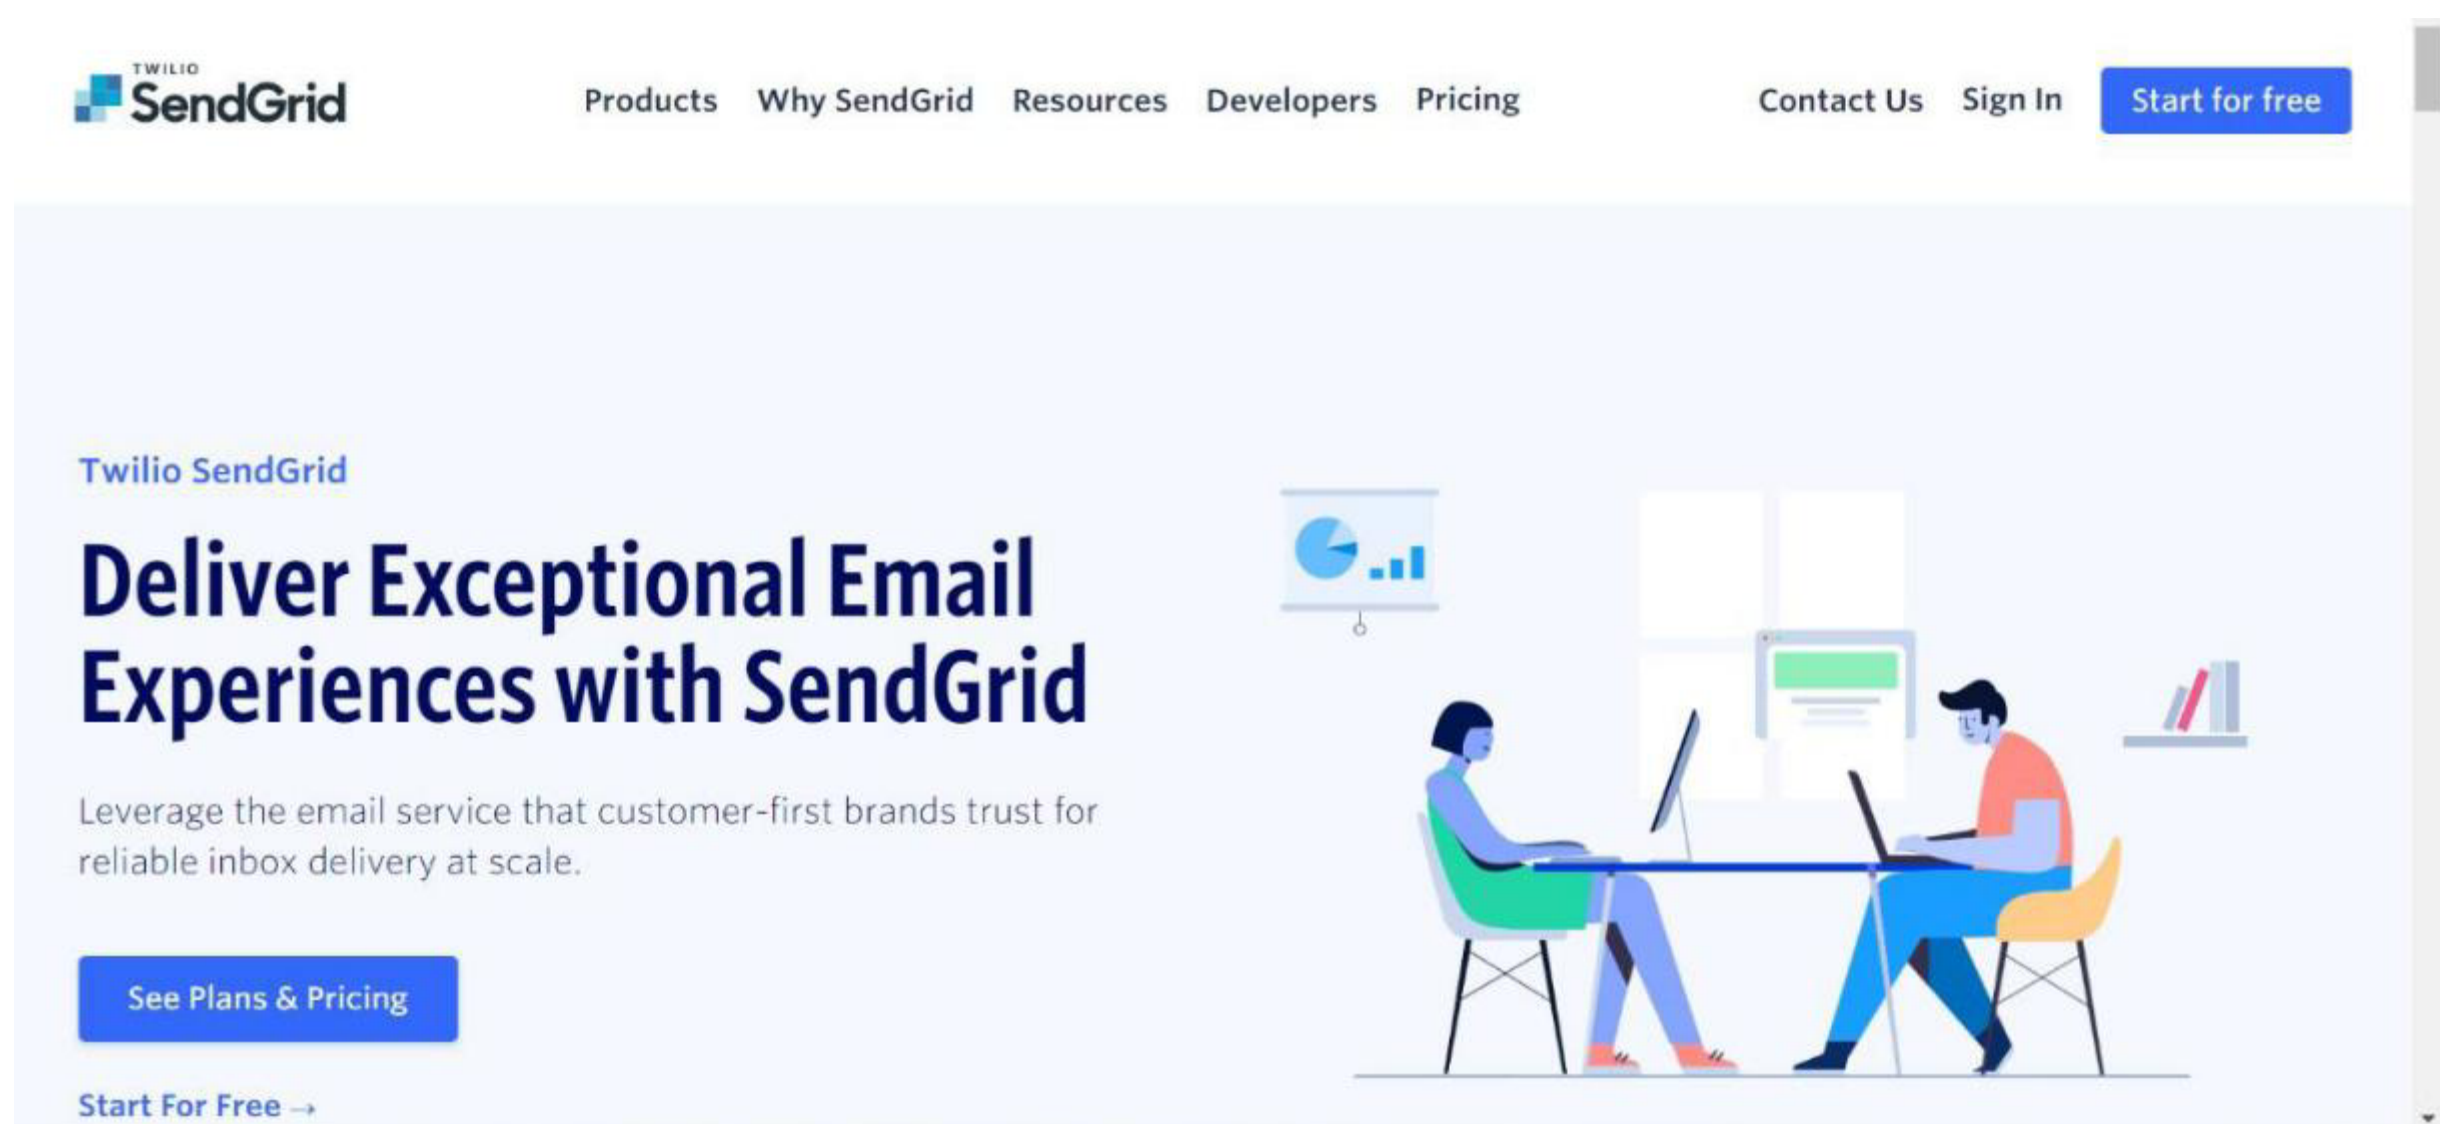 TWILIO
SendGrid
Products Why SendGrid Resources Developers Pricing Contact Us Sign In Start for free
Twilio SendGrid
Deliver Exceptional Email
Experiences with SendGrid
Leverage the email service that customer-first brands trust for
reliable inbox delivery at scale.
See Plans & Pricing
Start For Free →